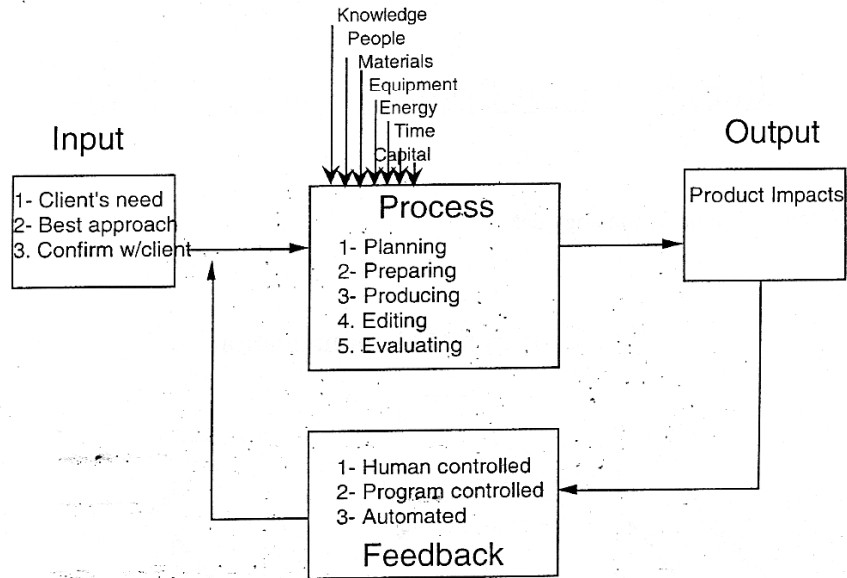 Knowledge
People
Materials
Equipment
Energy
Time
Capital
Input
1- Client's need
2- Best approach
3. Confirm w/client
Process
1- Planning
2- Preparing
3- Producing
4. Editing
5. Evaluating
Output
Product Impacts
1- Human controlled
2- Program controlled
3- Automated
Feedback